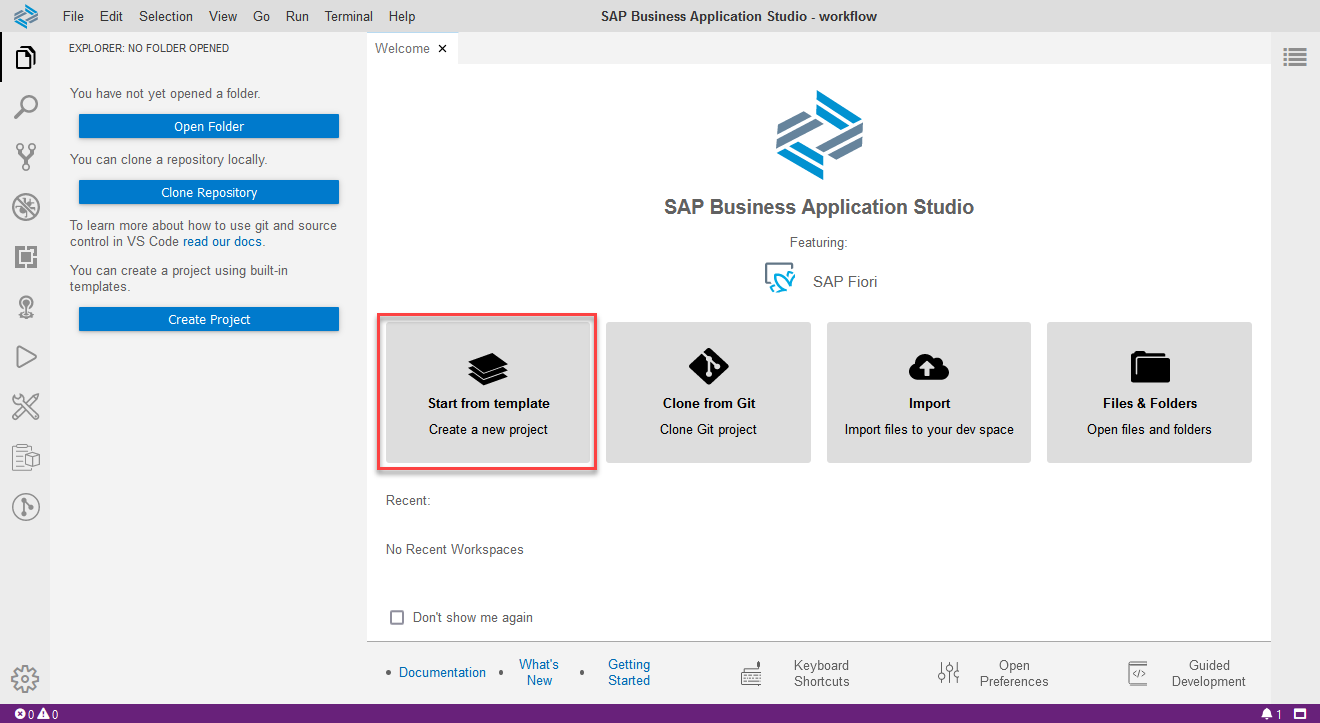 File Edit Selection View Go Run Terminal Help
SAP Business Application Studio - workflow
EXPLORER: NO FOLDER OPENED
You have not yet opened a folder.
Open Folder
You can clone a repository locally.
Clone Repository
To learn more about how to use git and source
control in VS Code read our docs.
You can create a project using built-in
templates.
Create Project
Welcome
SAP Business Application Studio
Featuring:
SAP Fiori
Start from template
Create a new project
Clone from Git
Clone Git project
Import
Import files to your dev space
Files & Folders
Open files and folders
Recent:
No Recent Workspaces
Don't show me again
Documentation
What's
New
Getting
Started
Keyboard
Shortcuts
Open
Preferences
Guided
Development
0 0
1